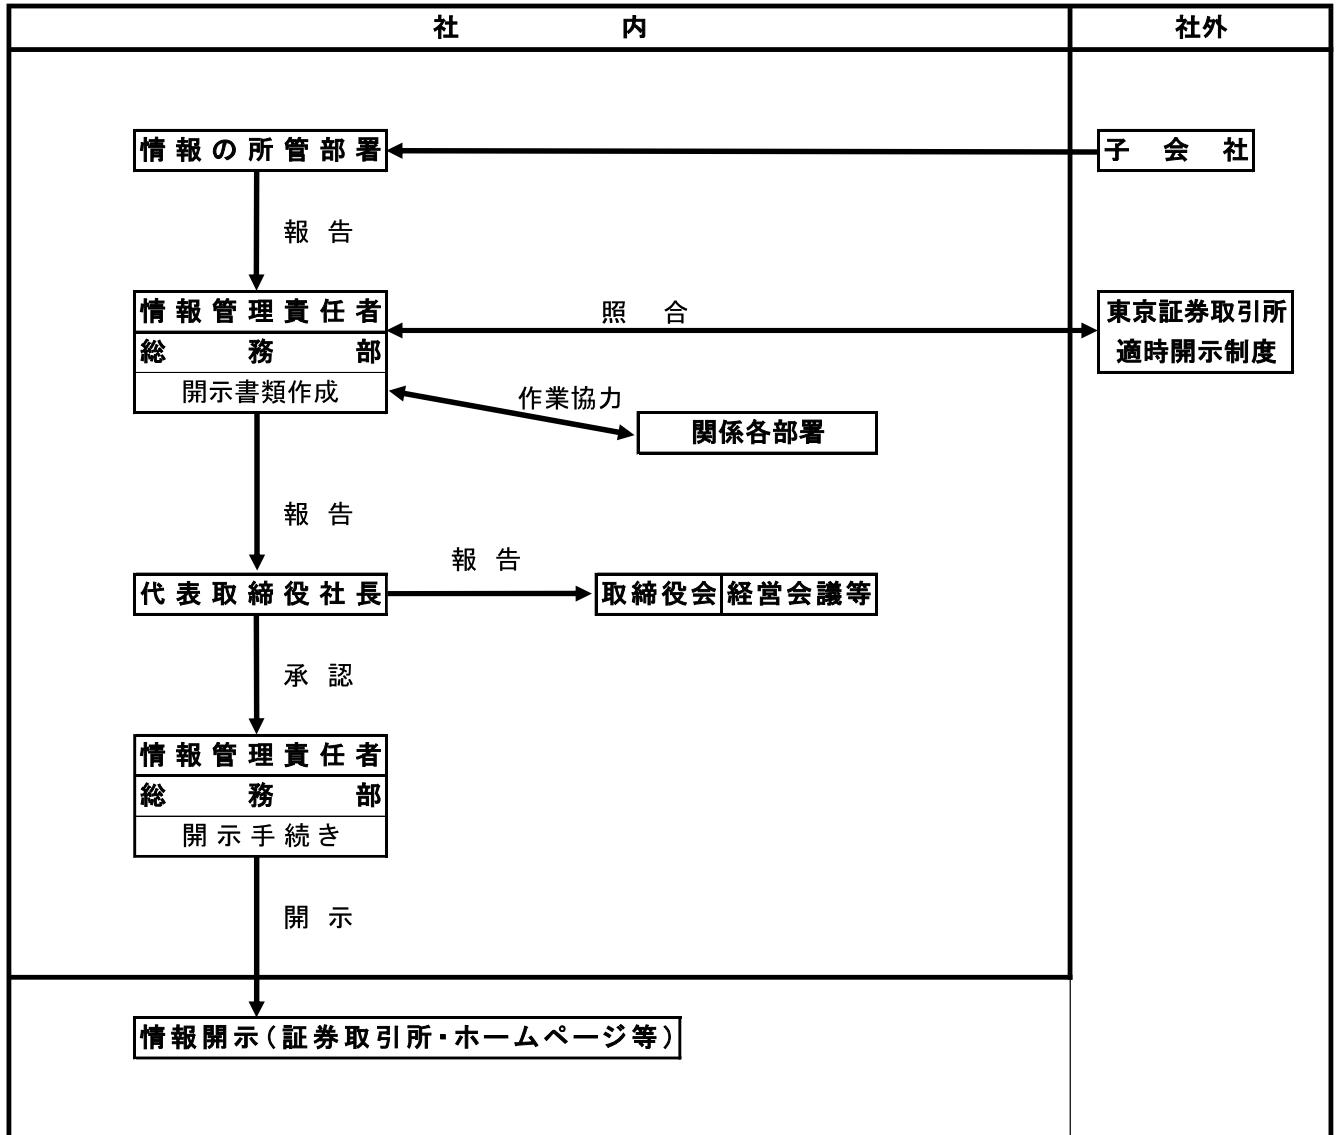 社内
社外
情報の所管部署
子会社
報告
情報管理責任者
照合
東京証券取引所
総務部
適時開示制度
開示書類作成
作業協力
関係各部署
報告
報告
代表取締役社長
取締役会
経営会議等
承認
情報管理責任者
総務部
開示手続き
開示
情報開示（証券取引所・ホームページ等）